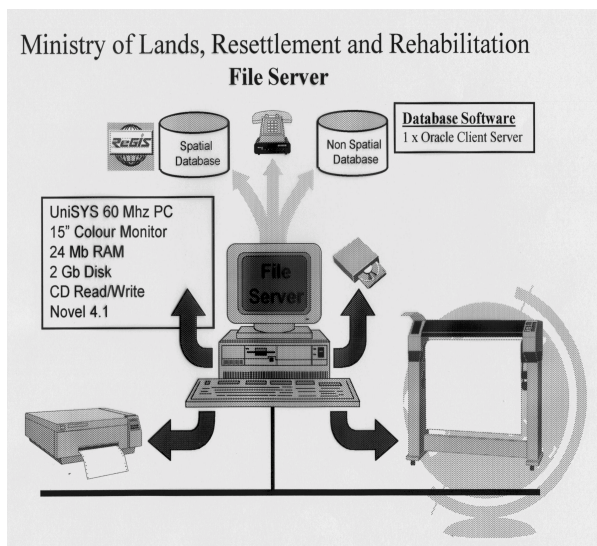 Ministry of Lands, Resettlement and Rehabilitation
File Server
ReGIS
Spatial
Database
Non Spatial
Database
Database Software
1 x Oracle Client Server
UniSYS 60 Mhz PC
15" Colour Monitor
24 Mb RAM
2 Gb Disk
CD Read/Write
Novel 4.1
File
Server